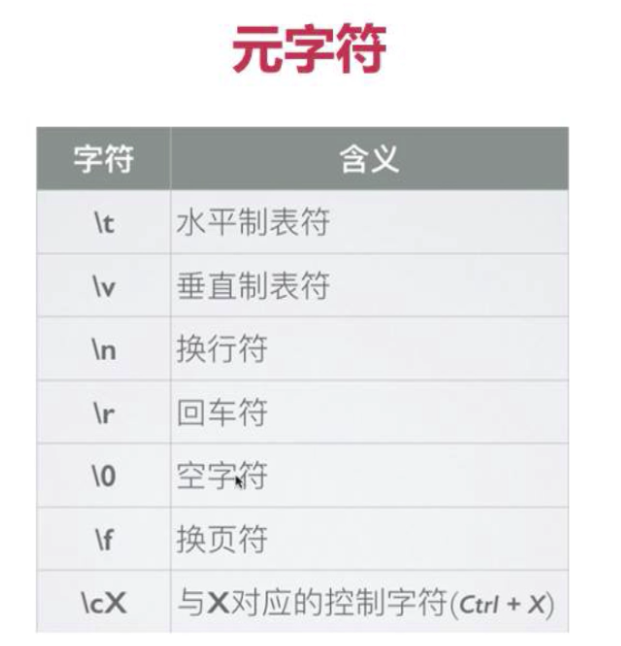 元字符
字符 含义
\t 水平制表符
\v 垂直制表符
\n 换行符
\r 回车符
\0 空字符
\f 换页符
\cX 与X对应的控制字符(Ctrl + X)